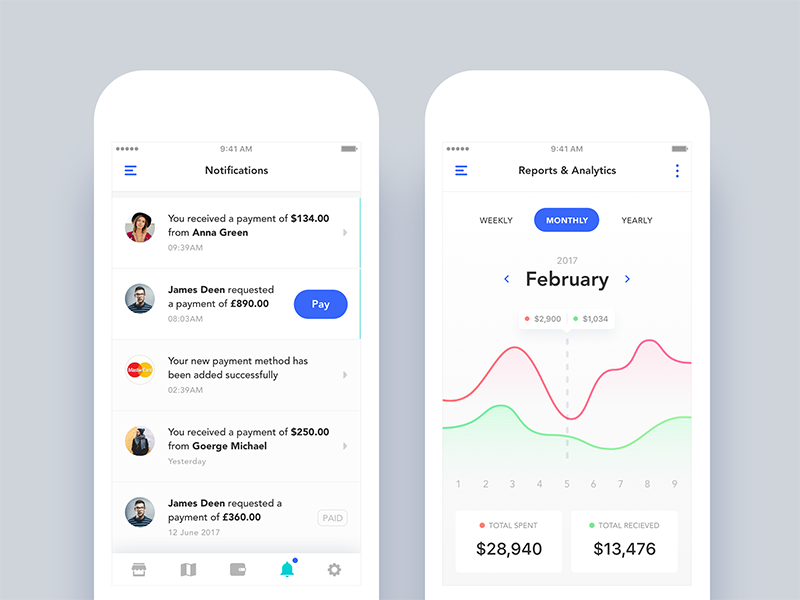 9:41 AM
Notifications
You received a payment of $134.00
from Anna Green
09:39AM
James Deen requested
a payment of £890.00
08:03AM
Pay
MasterCard
Your new payment method has
been added successfully
02:39AM
You received a payment of $250.00
from Goerge Michael
Yesterday
James Deen requested a
payment of £360.00
12 June 2017
PAID
9:41 AM
Reports & Analytics
WEEKLY
MONTHLY
YEARLY
2017
February
$2,900
$1,034
1 2 3 4 5 6 7 8 9
TOTAL SPENT
$28,940
TOTAL RECIEVED
$13,476